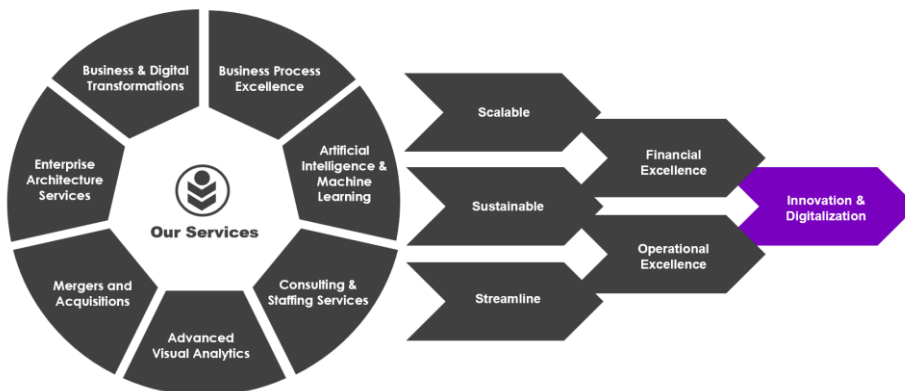 Business & Digital
Transformations
Business Process
Excellence
Enterprise
Architecture
Services
Artificial
Intelligence &
Machine
Learning
Our Services
Mergers and
Acquisitions
Consulting &
Staffing Services
Advanced
Visual Analytics
Scalable
Sustainable
Streamline
Financial
Excellence
Operational
Excellence
Innovation &
Digitalization